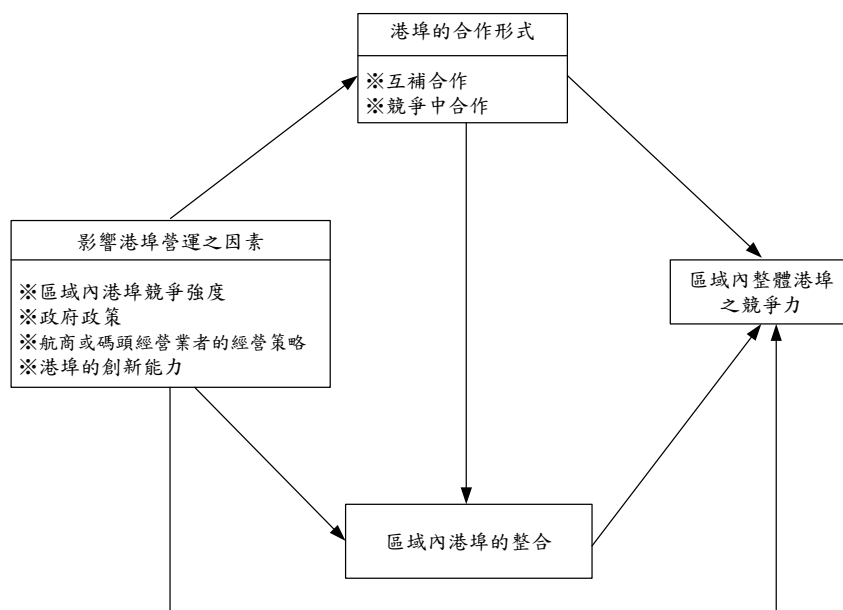 港埠的合作形式
※互補合作
※競爭中合作
影響港埠營運之因素
※區域內港埠競爭強度
※政府政策
※航商或碼頭經營業者的經營策略
※港埠的創新能力
區域內整體港埠
之競爭力
區域內港埠的整合